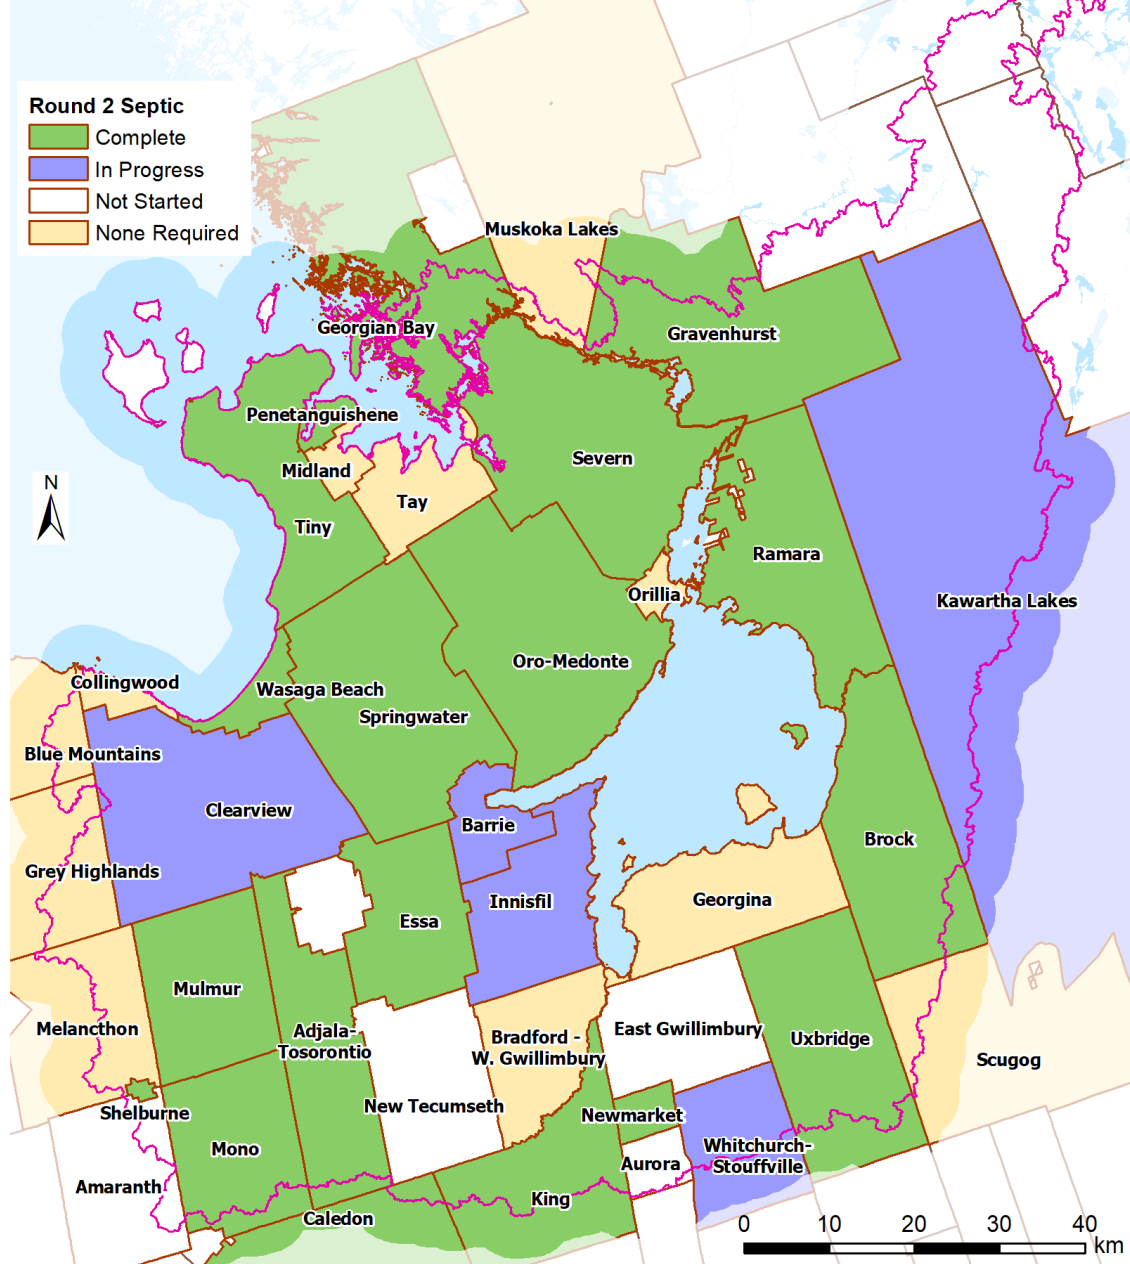 Round 2 Septic
Complete
In Progress
Not Started
None Required
Muskoka Lakes
Georgian Bay
Gravenhurst
Penetanguishene
Severn
Midland
Tay
N
Tiny
Ramara
Orillia
Kawartha Lakes
Oro-Medonte
Collingwood
Wasaga Beach
Springwater
Blue Mountains
Clearview
Barrie
Brock
Grey Highlands
Innisfil
Georgina
Essa
Mulmur
Melancthon
Adjala-
Tosorontio
Bradford -
W. Gwillimbury
East Gwillimbury
Uxbridge
Scugog
Shelburne
New Tecumseth
Newmarket
Mono
Whitchurch-
Stouffville
Aurora
Amaranth
King
Caledon
0 10 20 30 40
km